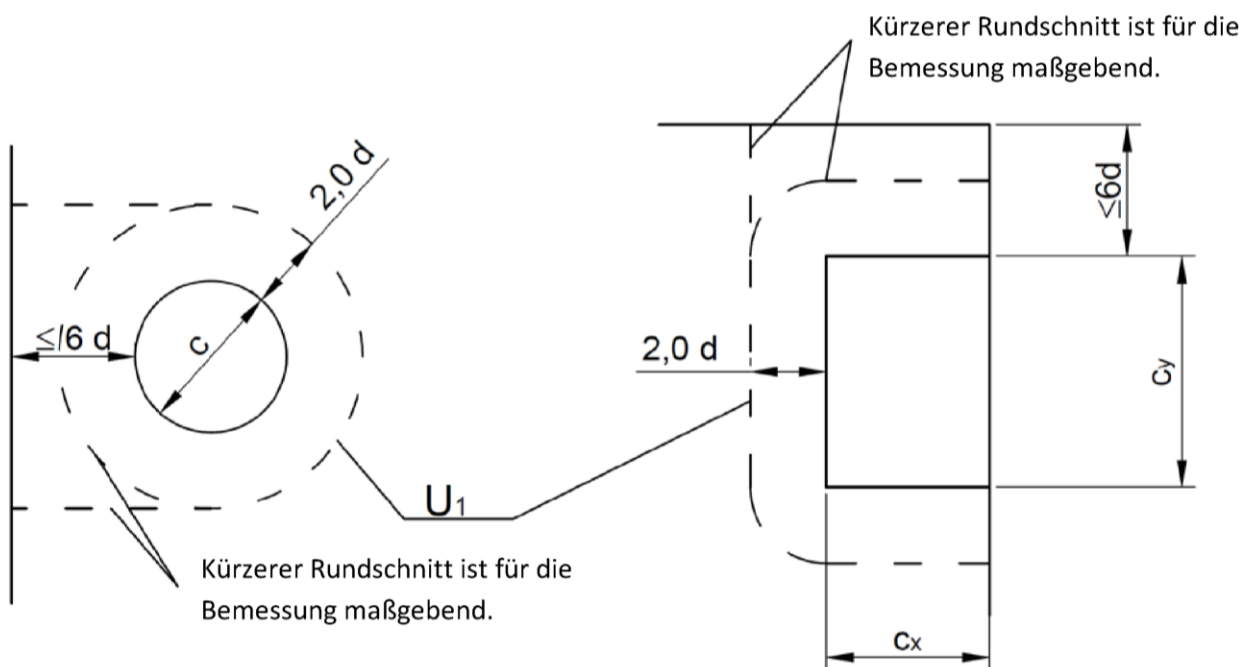 Kürzerer Rundschnitt ist für die
Bemessung maßgebend.
2,0 d
≤/6 d
c
≤6d
2,0 d
cy
U1
Kürzerer Rundschnitt ist für die
Bemessung maßgebend.
cx